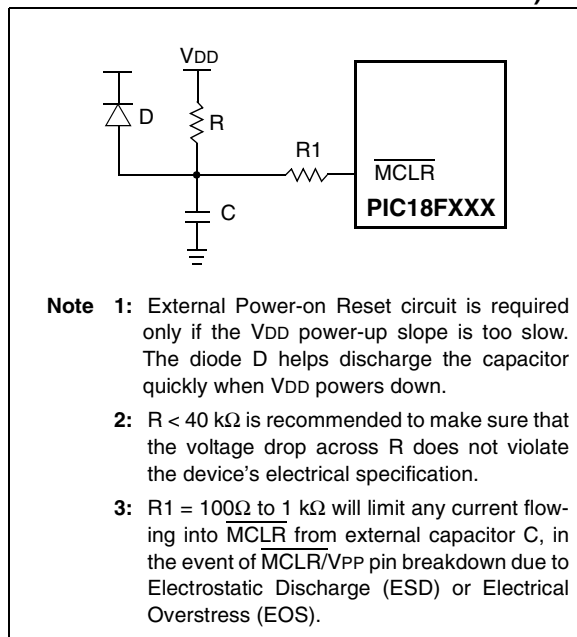 VDD
D
R
R1
MCLR
C
PIC18FXXX
Note 1: External Power-on Reset circuit is required
only if the VDD power-up slope is too slow.
The diode D helps discharge the capacitor
quickly when VDD powers down.
2: R < 40 kΩ is recommended to make sure that
the voltage drop across R does not violate
the device's electrical specification.
3: R1 = 100Ω to 1 kΩ will limit any current flow-
ing into MCLR from external capacitor C, in
the event of MCLR/VPP pin breakdown due to
Electrostatic Discharge (ESD) or Electrical
Overstress (EOS).